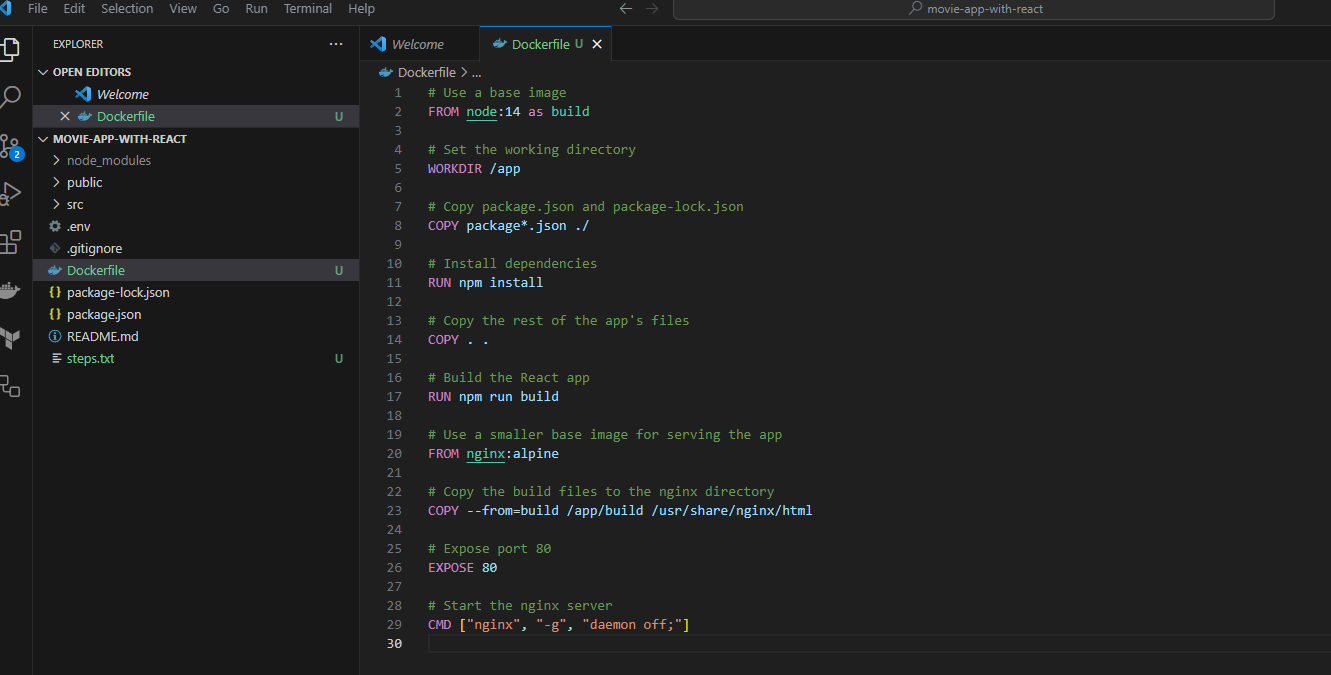 File Edit Selection View Go Run Terminal Help
movie-app-with-react
EXPLORER
OPEN EDITORS
Welcome
Dockerfile U
MOVIE-APP-WITH-REACT
node_modules
public
src
.env
.gitignore
Dockerfile U
package-lock.json
package.json
README.md
steps.txt U
2
Welcome
Dockerfile U
Dockerfile > ...
1 # Use a base image
2 FROM node:14 as build
3
4 # Set the working directory
5 WORKDIR /app
6
7 # Copy package.json and package-lock.json
8 COPY package*.json ./
9
10 # Install dependencies
11 RUN npm install
12
13 # Copy the rest of the app's files
14 COPY . .
15
16 # Build the React app
17 RUN npm run build
18
19 # Use a smaller base image for serving the app
20 FROM nginx:alpine
21
22 # Copy the build files to the nginx directory
23 COPY --from=build /app/build /usr/share/nginx/html
24
25 # Expose port 80
26 EXPOSE 80
27
28 # Start the nginx server
29 CMD ["nginx", "-g", "daemon off;"]
30